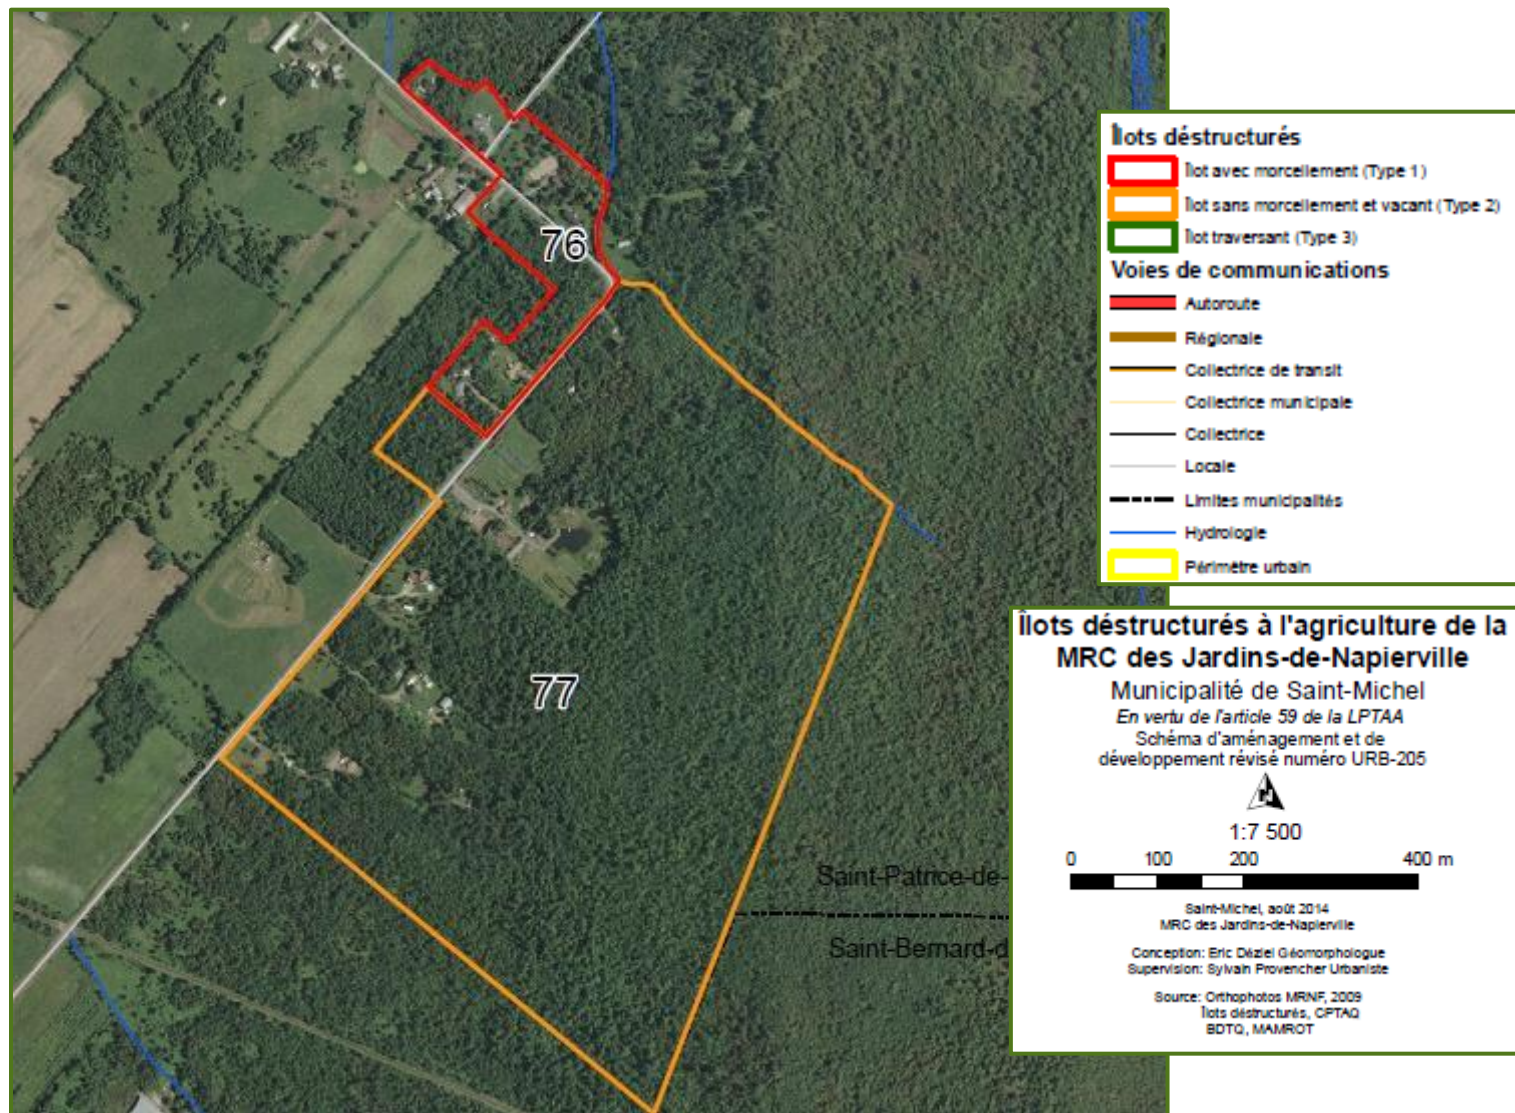 76
77
Saint-Patrice-de-
Saint-Bernard-d
Îlots déstructurés
Îlot avec morcellement (Type 1)
Îlot sans morcellement et vacant (Type 2)
Îlot traversant (Type 3)
Voies de communications
Autoroute
Régionale
Collectrice de transit
Collectrice municipale
Collectrice
Locale
Limites municipalités
Hydrologie
Périmètre urbain
Îlots déstructurés à l'agriculture de la
MRC des Jardins-de-Napierville
Municipalité de Saint-Michel
En vertu de l'article 59 de la LPTAA
Schéma d'aménagement et de
développement révisé numéro URB-205
N
1:7 500
0 100 200 400 m
Saint-Michel, août 2014
MRC des Jardins-de-Napierville
Conception: Eric Déziel Géomorphologue
Supervision: Sylvain Provencher Urbaniste
Source: Orthophotos MRNF, 2009
Îlots déstructurés, CPTAQ
BDTQ, MAMROT